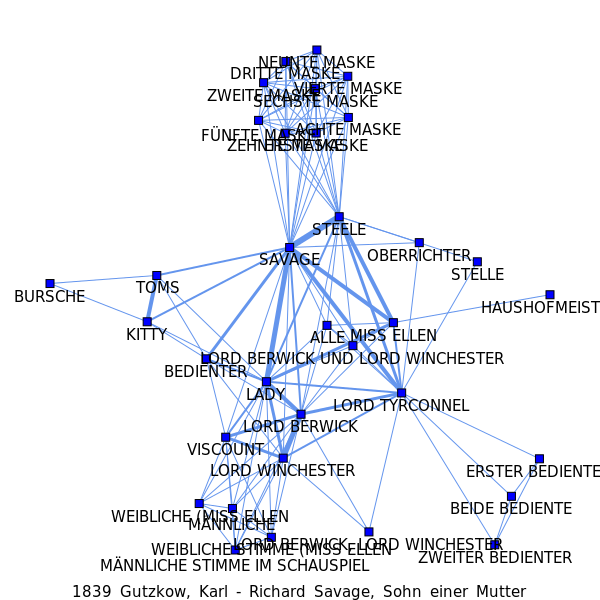 NEUNTE MASKE
DRITTE MASKE
VIERTE MASKE
ZWEITE MASKE
SECHSTE MASKE
ACHTE MASKE
FÜNFTE MASKE
ZEHNTE MASKE
ERSTE MASKE
STEELE
SAVAGE
OBERRICHTER
STELLE
TOMS
BURSCHE
HAUSHOFMEIST
KITTY
ALLE
MISS ELLEN
LORD BERWICK UND LORD WINCHESTER
BEDIENTER
LADY
LORD TYRCONNEL
LORD BERWICK
VISCOUNT
LORD WINCHESTER
ERSTER BEDIENTE
BEIDE BEDIENTE
WEIBLICHE (MISS ELLEN
MÄNNLICHE
LORD BERWICK, LORD WINCHESTER
WEIBLICHE STIMME (MISS ELLEN
ZWEITER BEDIENTER
MÄNNLICHE STIMME IM SCHAUSPIEL
1839 Gutzkow, Karl - Richard Savage, Sohn einer Mutter